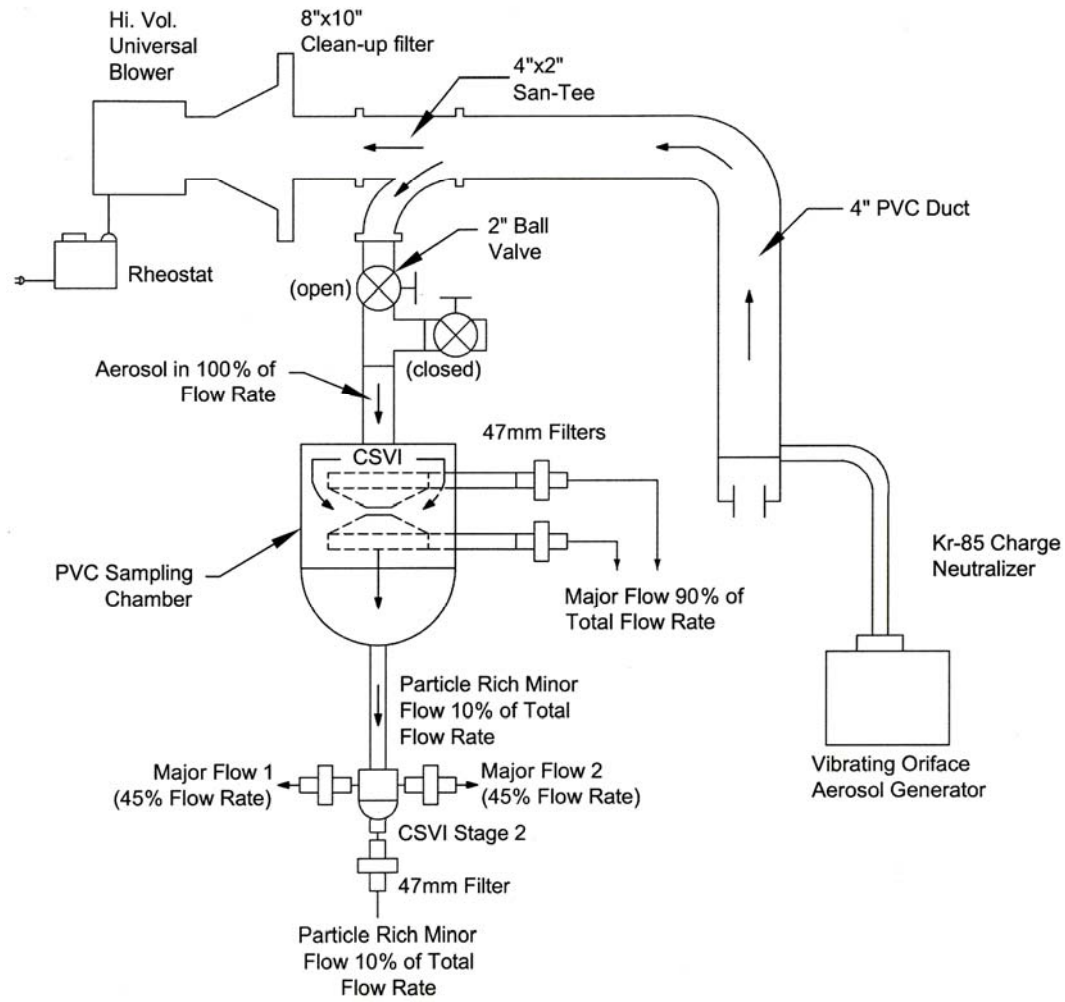 Hi. Vol.
Universal
Blower
8"x10"
Clean-up filter
4"x2"
San-Tee
4" PVC Duct
2" Ball
Valve
Rheostat
(open)
(closed)
Aerosol in 100% of
Flow Rate
47mm Filters
CSVI
Kr-85 Charge
Neutralizer
PVC Sampling
Chamber
Major Flow 90% of
Total Flow Rate
Particle Rich Minor
Flow 10% of Total
Flow Rate
Vibrating Oriface
Aerosol Generator
Major Flow 1
(45% Flow Rate)
Major Flow 2
(45% Flow Rate)
CSVI Stage 2
47mm Filter
Particle Rich Minor
Flow 10% of Total
Flow Rate